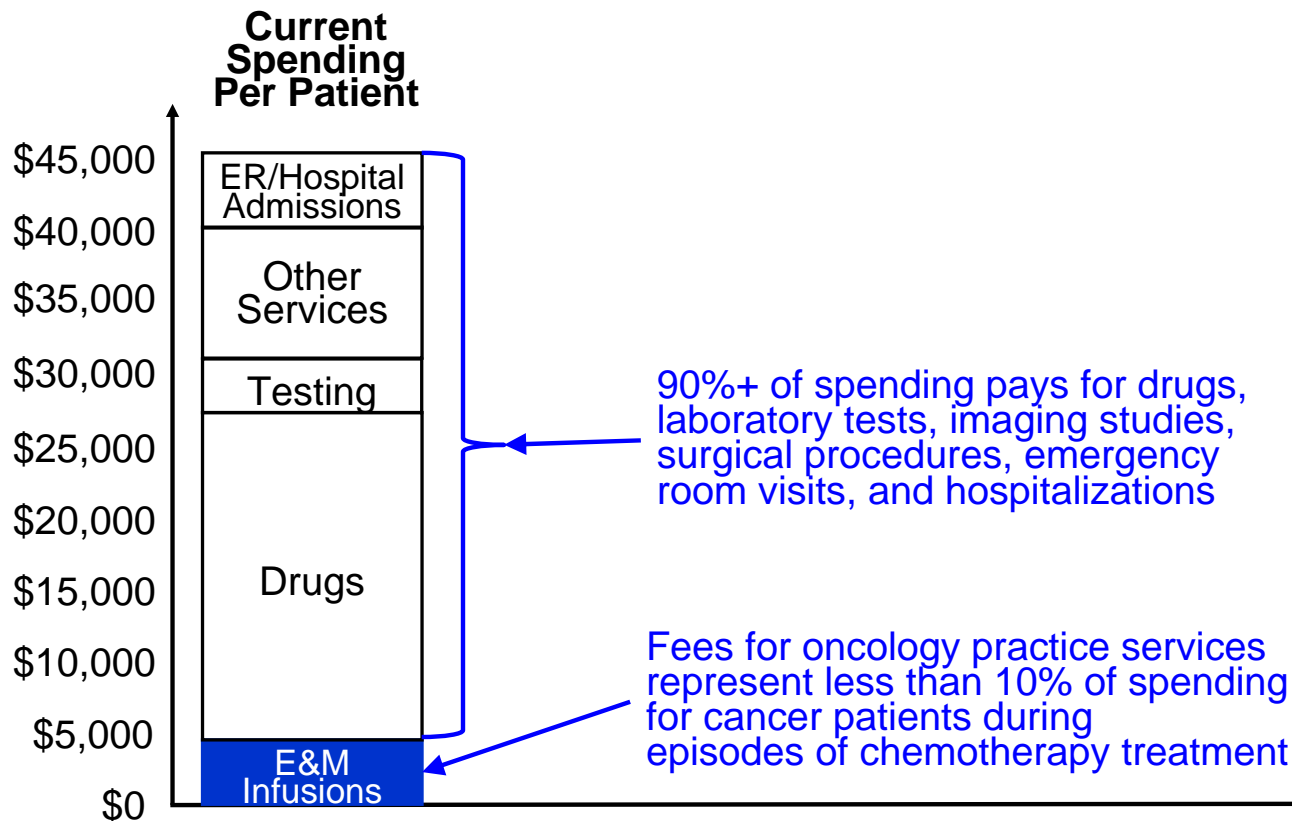 Current
Spending
Per Patient
$45,000
$40,000
$35,000
$30,000
$25,000
$20,000
$15,000
$10,000
$5,000
$0
ER/Hospital
Admissions
Other
Services
Testing
Drugs
E&M
Infusions
90%+ of spending pays for drugs,
laboratory tests, imaging studies,
surgical procedures, emergency
room visits, and hospitalizations
Fees for oncology practice services
represent less than 10% of spending
for cancer patients during
episodes of chemotherapy treatment